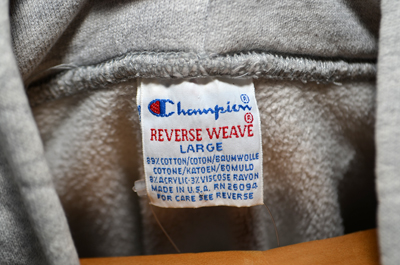 Champion®
®
REVERSE WEAVE
LARGE
89% COTTON/COTON/BAUMWOLLE
COTONE/KATOEN/BOMULD
8% ACRYLIC-3% VISCOSE RAYON
MADE IN U.S.A. RN 26094
FOR CARE SEE REVERSE